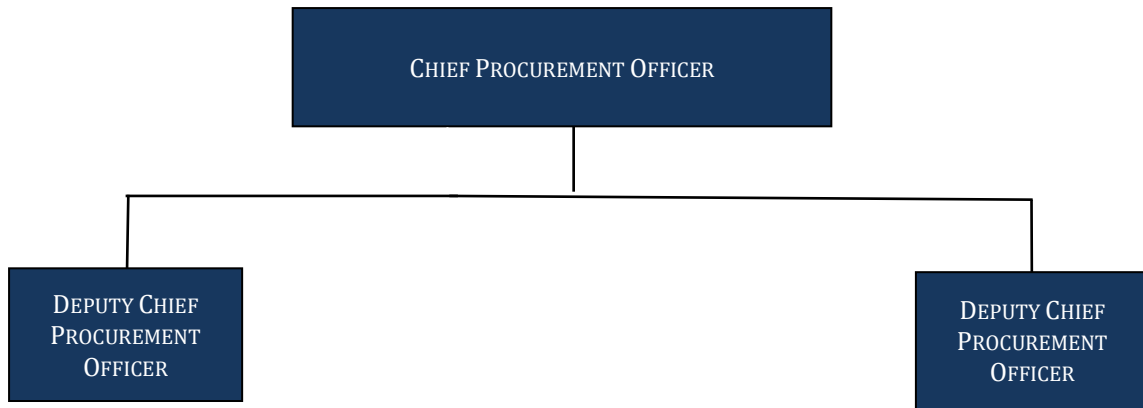 CHIEF PROCUREMENT OFFICER
DEPUTY CHIEF
PROCUREMENT
OFFICER
DEPUTY CHIEF
PROCUREMENT
OFFICER